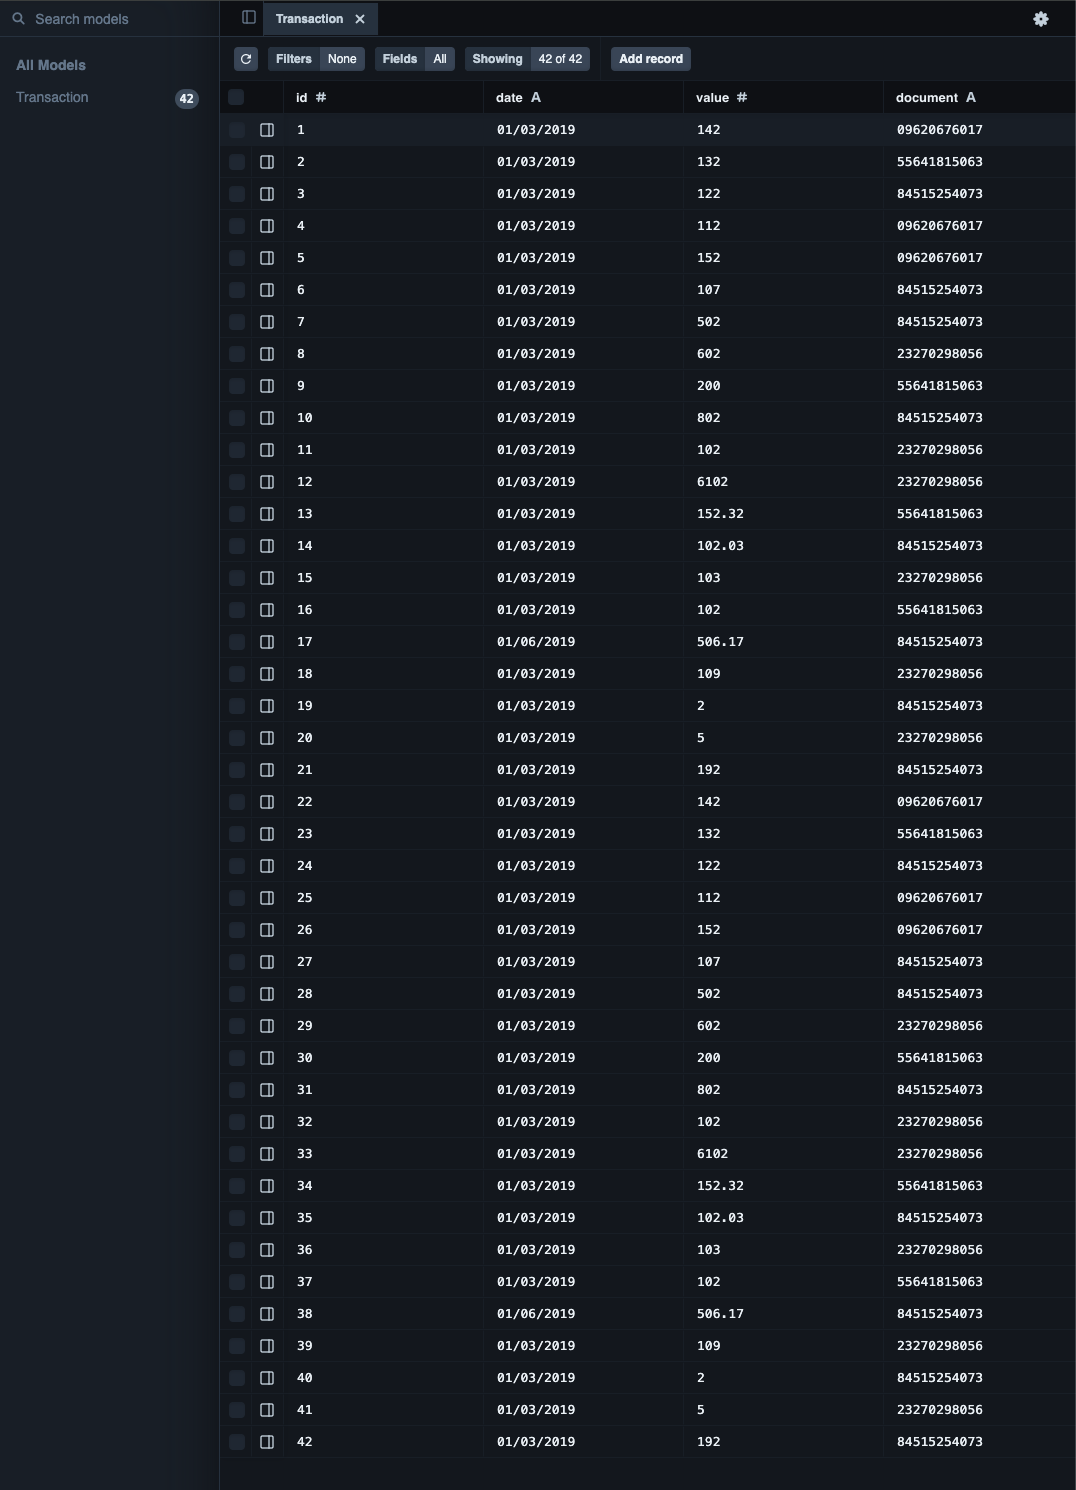 Search models
Transaction
All Models
Transaction 42
Filters None Fields All Showing 42 of 42 Add record
id # date A value # document A
1 01/03/2019 142 09620676017
2 01/03/2019 132 55641815063
3 01/03/2019 122 84515254073
4 01/03/2019 112 09620676017
5 01/03/2019 152 09620676017
6 01/03/2019 107 84515254073
7 01/03/2019 502 84515254073
8 01/03/2019 602 23270298056
9 01/03/2019 200 55641815063
10 01/03/2019 802 84515254073
11 01/03/2019 102 23270298056
12 01/03/2019 6102 23270298056
13 01/03/2019 152.32 55641815063
14 01/03/2019 102.03 84515254073
15 01/03/2019 103 23270298056
16 01/03/2019 102 55641815063
17 01/06/2019 506.17 84515254073
18 01/03/2019 109 23270298056
19 01/03/2019 2 84515254073
20 01/03/2019 5 23270298056
21 01/03/2019 192 84515254073
22 01/03/2019 142 09620676017
23 01/03/2019 132 55641815063
24 01/03/2019 122 84515254073
25 01/03/2019 112 09620676017
26 01/03/2019 152 09620676017
27 01/03/2019 107 84515254073
28 01/03/2019 502 84515254073
29 01/03/2019 602 23270298056
30 01/03/2019 200 55641815063
31 01/03/2019 802 84515254073
32 01/03/2019 102 23270298056
33 01/03/2019 6102 23270298056
34 01/03/2019 152.32 55641815063
35 01/03/2019 102.03 84515254073
36 01/03/2019 103 23270298056
37 01/03/2019 102 55641815063
38 01/06/2019 506.17 84515254073
39 01/03/2019 109 23270298056
40 01/03/2019 2 84515254073
41 01/03/2019 5 23270298056
42 01/03/2019 192 84515254073